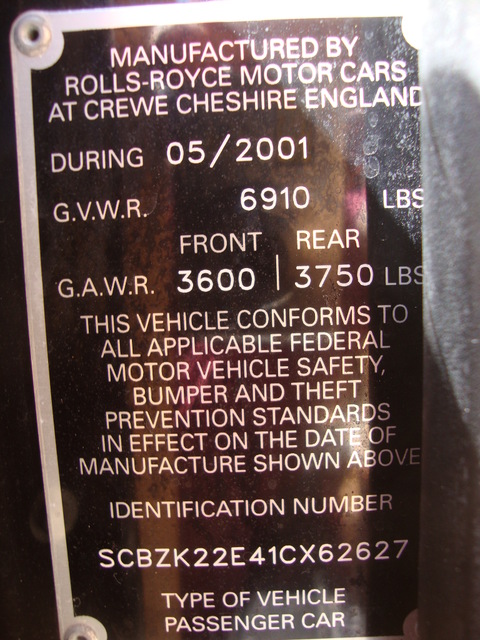 MANUFACTURED BY
ROLLS-ROYCE MOTOR CARS
AT CREWE CHESHIRE ENGLAND
DURING 05/2001
G.V.W.R. 6910 LBS
FRONT REAR
G.A.W.R. 3600 | 3750 LBS
THIS VEHICLE CONFORMS TO
ALL APPLICABLE FEDERAL
MOTOR VEHICLE SAFETY,
BUMPER AND THEFT
PREVENTION STANDARDS
IN EFFECT ON THE DATE OF
MANUFACTURE SHOWN ABOVE
IDENTIFICATION NUMBER
SCBZK22E41CX62627
TYPE OF VEHICLE
PASSENGER CAR